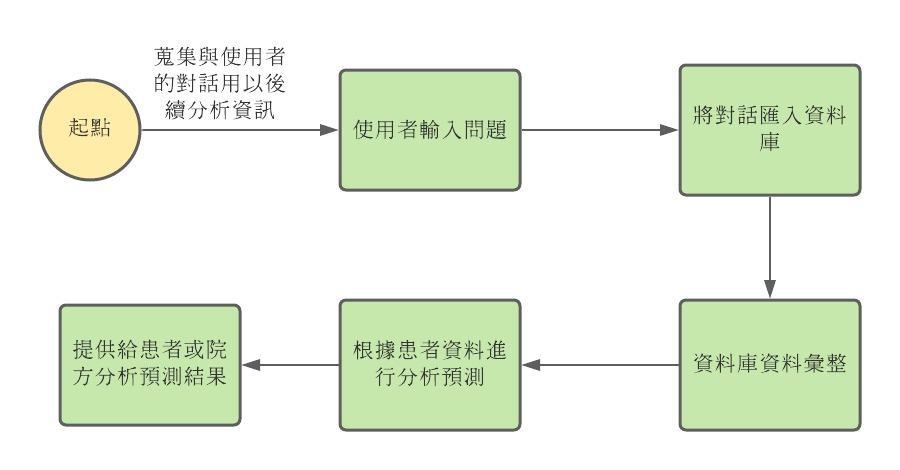 蒐集與使用者
的對話用以後
續分析資訊
起點
使用者輸入問題
將對話匯入資料
庫
資料庫資料彙整
根據患者資料進
行分析預測
提供給患者或院
方分析預測結果